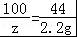 100/z = 44/2.2g